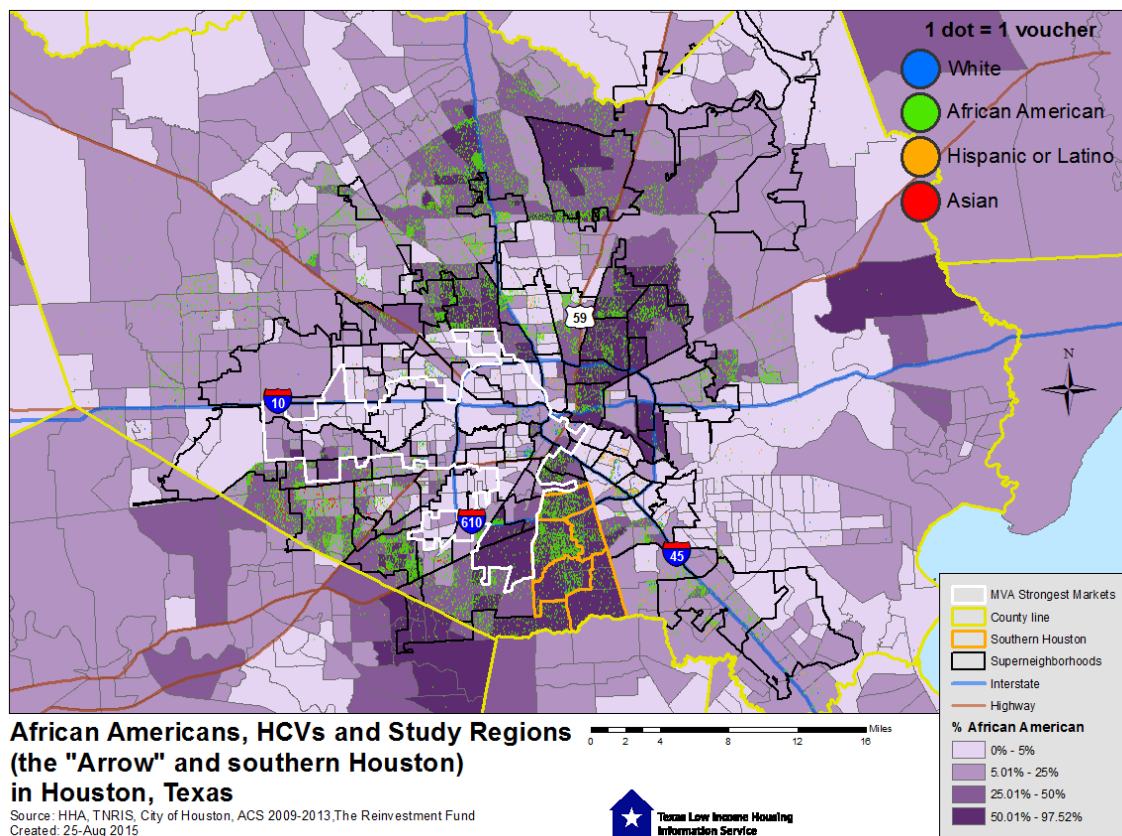 1 dot = 1 voucher
White
African American
Hispanic or Latino
Asian
59
N
10
610
45
MVA Strongest Markets
County line
Southern Houston
Superneighborhoods
Interstate
Highway
% African American
0% - 5%
5.01% - 25%
25.01% - 50%
50.01% - 97.52%
African Americans, HCVs and Study Regions
(the "Arrow" and southern Houston)
in Houston, Texas
Source: HHA, TNRIS, City of Houston, ACS 2009-2013,The Reinvestment Fund
Created: 25-Aug 2015
Miles
0 2 4 8 12 16
Texas Low Income Housing
Information Service